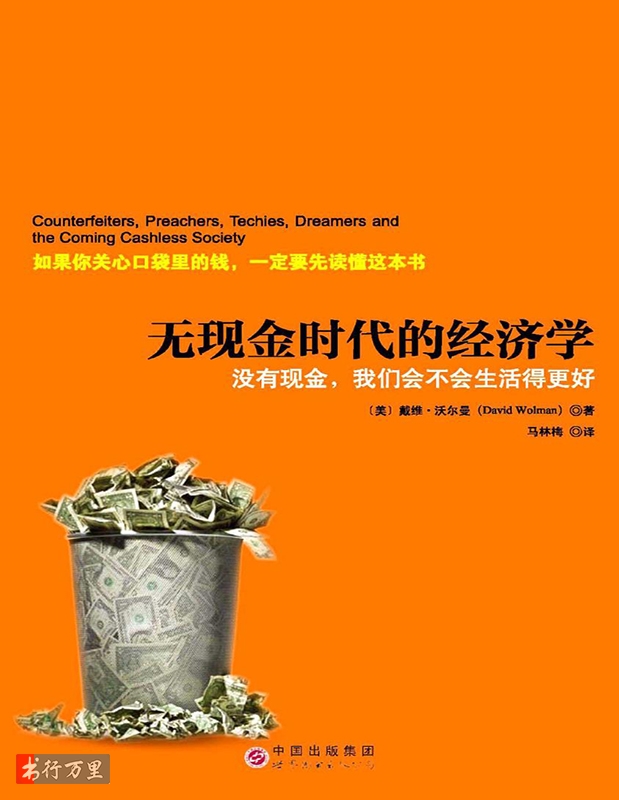 Counterfeiters, Preachers, Techies, Dreamers and
the Coming Cashless Society
如果你关心口袋里的钱，一定要先读懂这本书
无现金时代的经济学
没有现金，我们会不会生活得更好
〔美〕戴维·沃尔曼（David Wolman）◎著
马林梅 ◎译
中国出版集团
书行万里